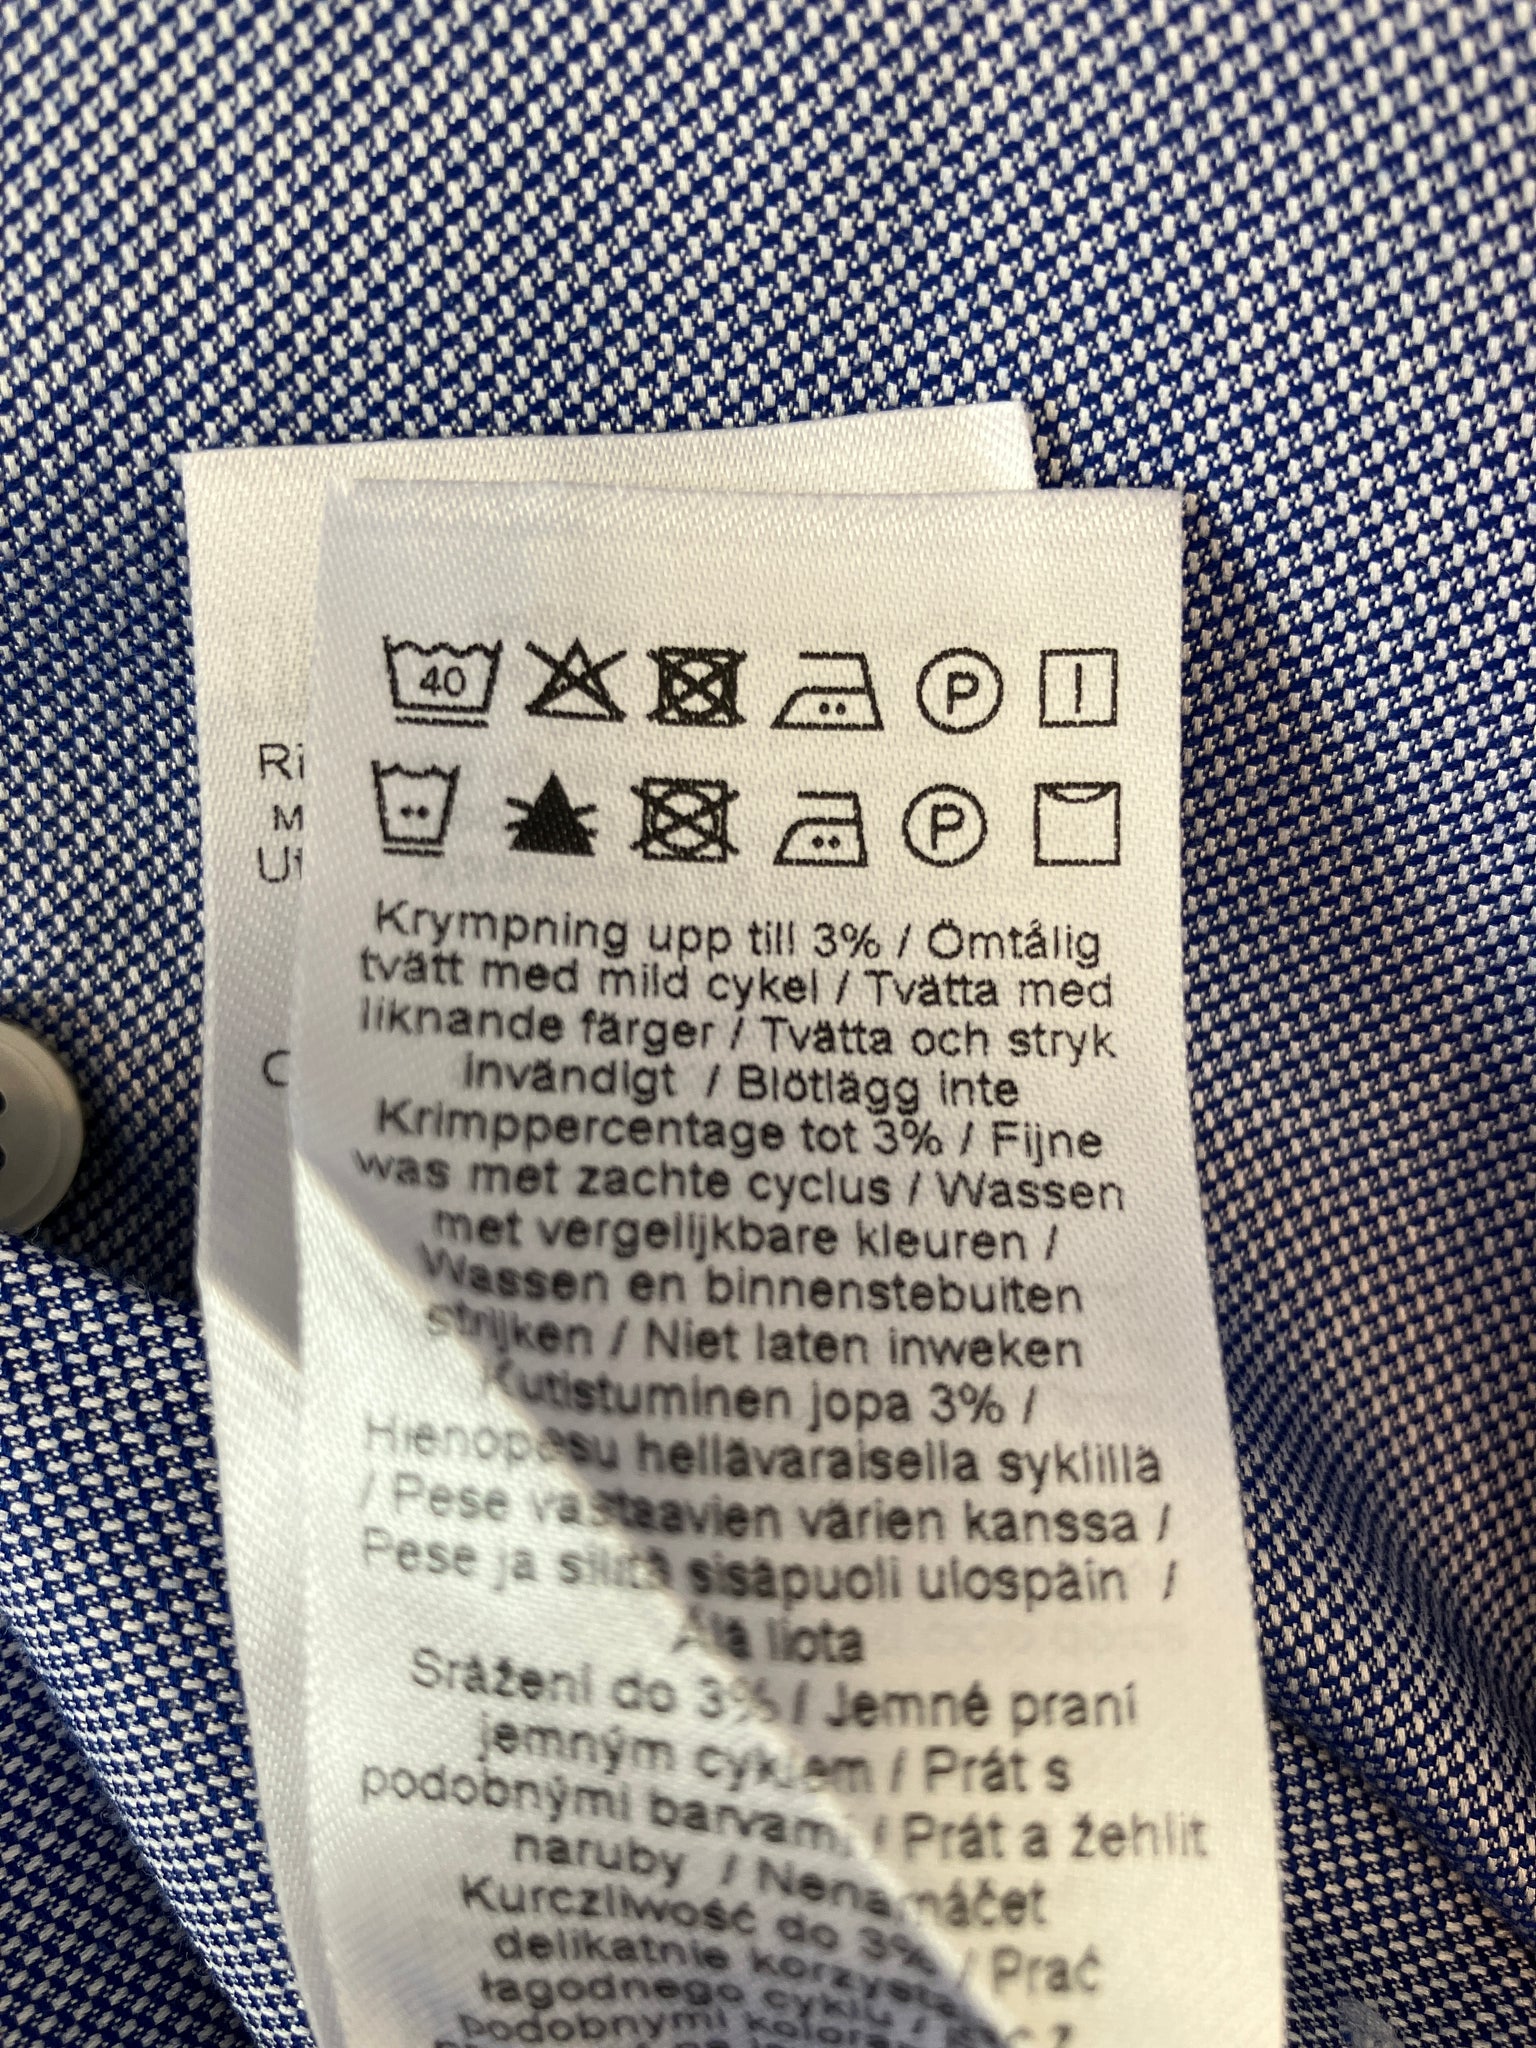 40
P
P
Ri
M
Krympning upp till 3% / Ömtålig
tvätt med mild cykel / Tvätta med
liknande färger / Tvätta och stryk
invändigt / Blötlägg inte
Krimppercentage tot 3% / Fijne
was met zachte cyclus / Wassen
met vergelijkbare kleuren /
Wassen en binnenstebuiten
strijken / Niet laten inweken
Kutistuminen jopa 3% /
Hienopesu hellävaraisella syklillä
/ Pese vastaavien värien kanssa /
Pese ja silitä sisäpuoli ulospäin /
Älä liota
Srážení do 3% / Jemné praní
jemným cyklem / Prát s
podobnými barvami / Prát a žehlit
naruby / Nenamáčet
Kurczliwość do 3% / Prać
delikatnie
łagodnego cyklu /
podobnymi